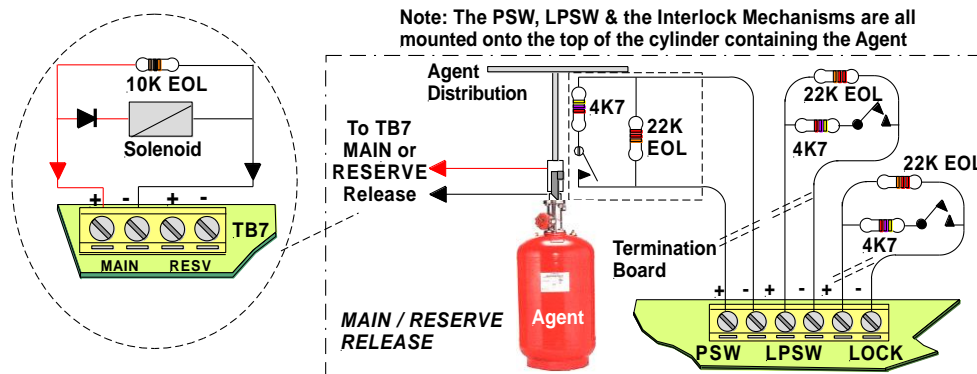 Note: The PSW, LPSW & the Interlock Mechanisms are all
mounted onto the top of the cylinder containing the Agent
10K EOL
Solenoid
+ - + -
TB7
MAIN RESV
To TB7
MAIN or
RESERVE
Release
Agent
Distribution
4K7
22K
EOL
22K EOL
4K7
22K EOL
4K7
Termination
Board
Agent
MAIN / RESERVE
RELEASE
+ - + - + -
PSW LPSW LOCK